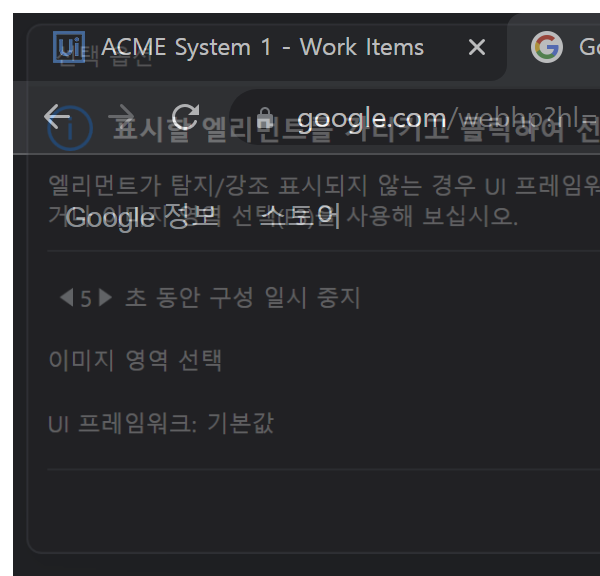 Ui ACME System 1 - Work Items
선택 옵션
google.com/webhp?hl=
표시할 엘리먼트를 가리키고 클릭하여 선
엘리먼트가 탐지/강조 표시되지 않는 경우 UI 프레임워
Google 정보 스토어
이미지 영역 선택(F3)을 사용해 보십시오.
5 초 동안 구성 일시 중지
이미지 영역 선택
UI 프레임워크: 기본값